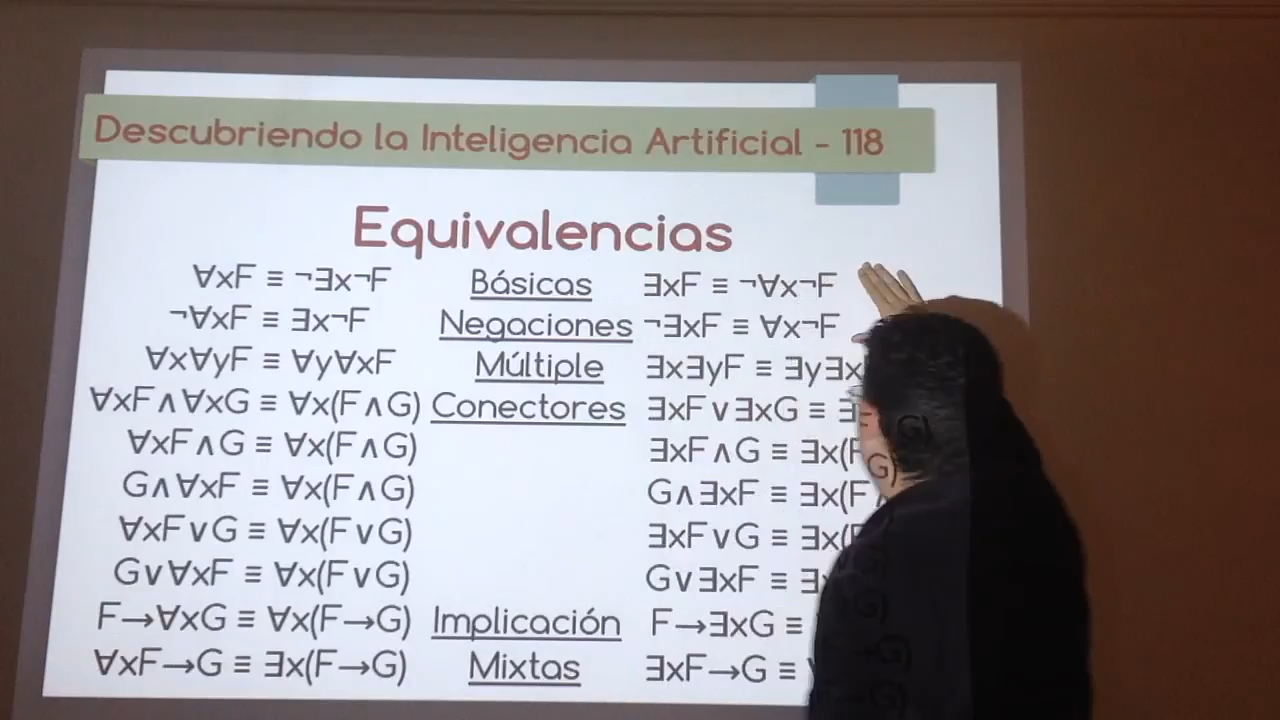 Descubriendo la Inteligencia Artificial - 118
Equivalencias
∀xF ≡ ¬∃x¬F Básicas ∃xF ≡ ¬∀x¬F
¬∀xF ≡ ∃x¬F Negaciones ¬∃xF ≡ ∀x¬F
∀x∀yF ≡ ∀y∀xF Múltiple ∃x∃yF ≡ ∃y∃x
∀xF∧∀xG ≡ ∀x(F∧G) Conectores ∃xF∨∃xG ≡ ∃
∀xF∧G ≡ ∀x(F∧G) ∃xF∧G ≡ ∃x(F
G∧∀xF ≡ ∀x(F∧G) G∧∃xF ≡ ∃x(F
∀xF∨G ≡ ∀x(F∨G) ∃xF∨G ≡ ∃x(F
G∨∀xF ≡ ∀x(F∨G) G∨∃xF ≡ ∃
F→∀xG ≡ ∀x(F→G) Implicación F→∃xG ≡
∀xF→G ≡ ∃x(F→G) Mixtas ∃xF→G ≡